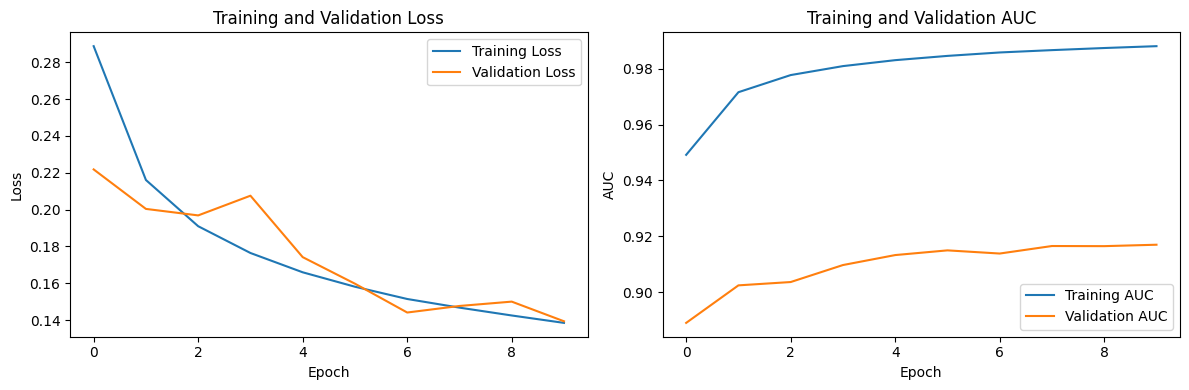 Training and Validation Loss
Training Loss
Validation Loss
0.28
0.26
0.24
0.22
0.20
0.18
0.16
0.14
Loss
0 2 4 6 8
Epoch
Training and Validation AUC
0.98
0.96
0.94
0.92
0.90
AUC
Training AUC
Validation AUC
0 2 4 6 8
Epoch